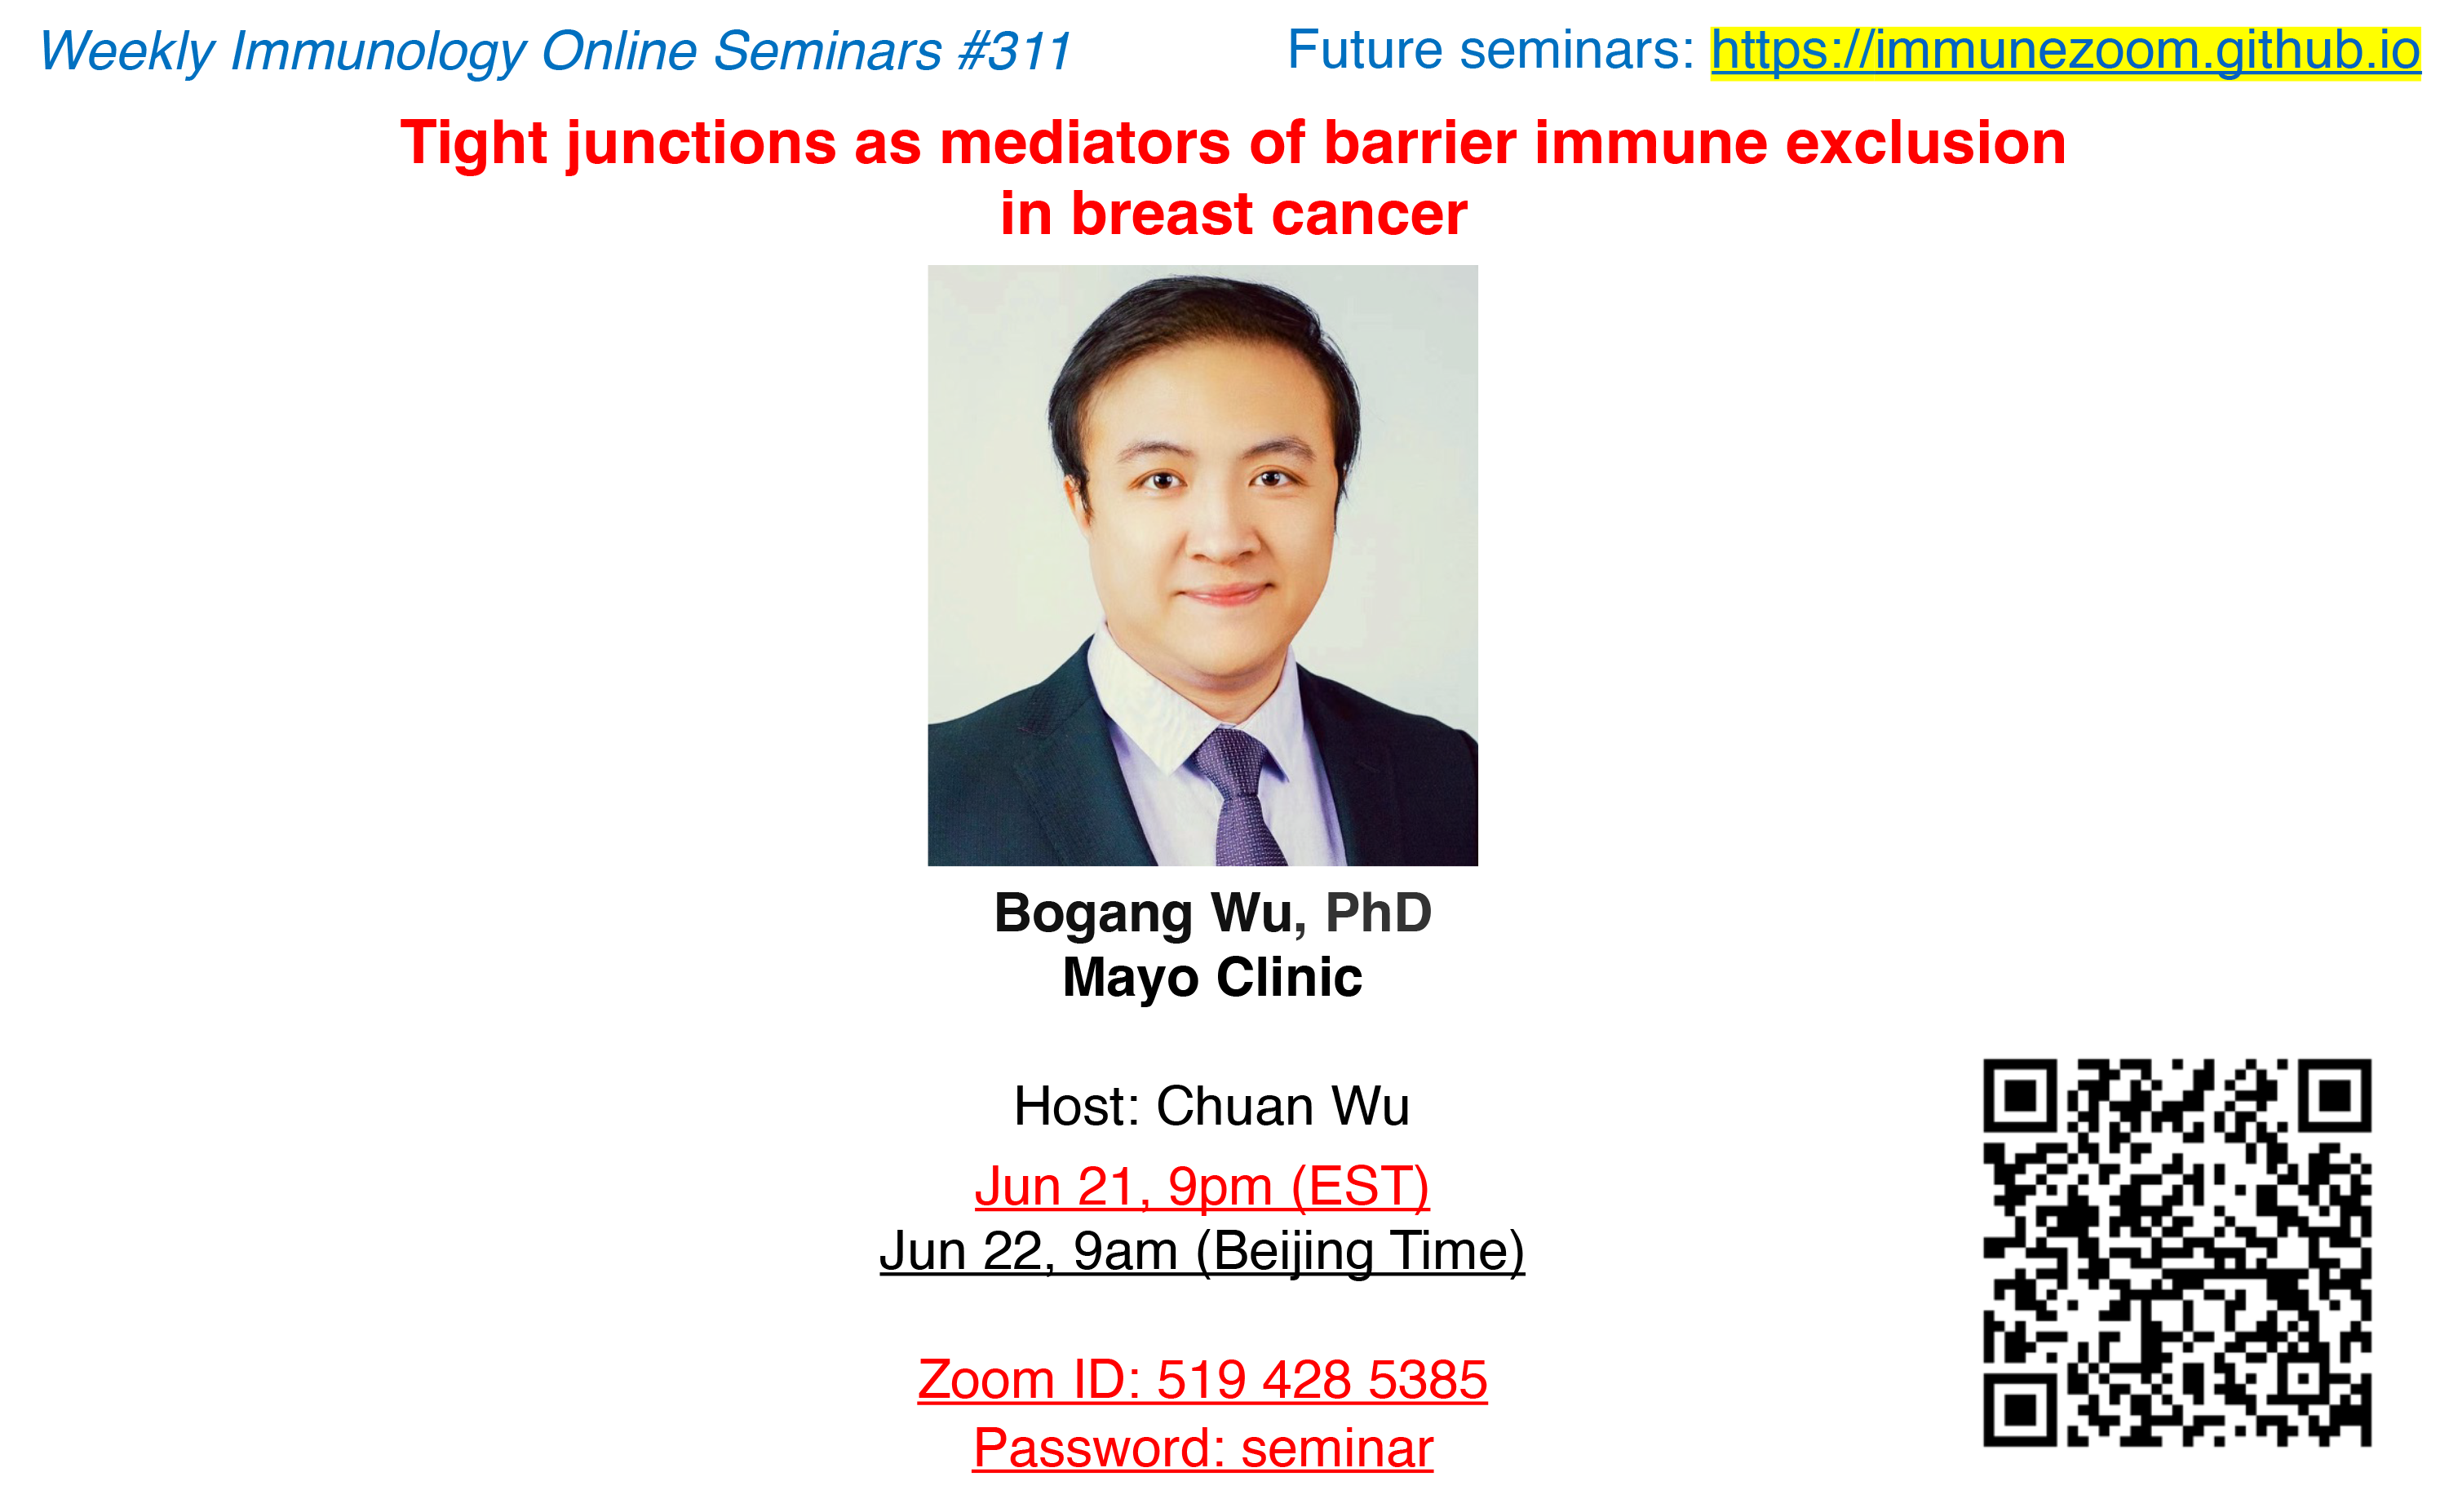 Weekly Immunology Online Seminars #311
Future seminars: https://immunezoom.github.io
Tight junctions as mediators of barrier immune exclusion
in breast cancer
Bogang Wu, PhD
Mayo Clinic
Host: Chuan Wu
Jun 21, 9pm (EST)
Jun 22, 9am (Beijing Time)
Zoom ID: 519 428 5385
Password: seminar